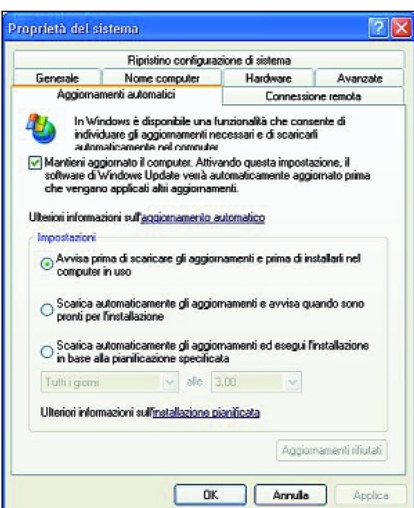 Proprietà del sistema
Ripristino configurazione di sistema
Generale Nome computer Hardware Avanzate
Aggiornamenti automatici Connessione remota
In Windows è disponibile una funzionalità che consente di
individuare gli aggiornamenti necessari e di scaricarli
automaticamente nel computer
Mantieni aggiornato il computer. Attivando questa impostazione, il
software di Windows Update verrà automaticamente aggiornato prima
che vengano applicati altri aggiornamenti.
Ulteriori informazioni sull'aggiornamento automatico
Impostazioni
Avvisa prima di scaricare gli aggiornamenti e prima di installarli nel
computer in uso
Scarica automaticamente gli aggiornamenti e avvisa quando sono
pronti per l'installazione
Scarica automaticamente gli aggiornamenti ed esegui l'installazione
in base alla pianificazione specificata
Tutti i giorni alle 3.00
Ulteriori informazioni sull'installazione pianificata
Aggiornamenti rifiutati
OK Annulla Applica